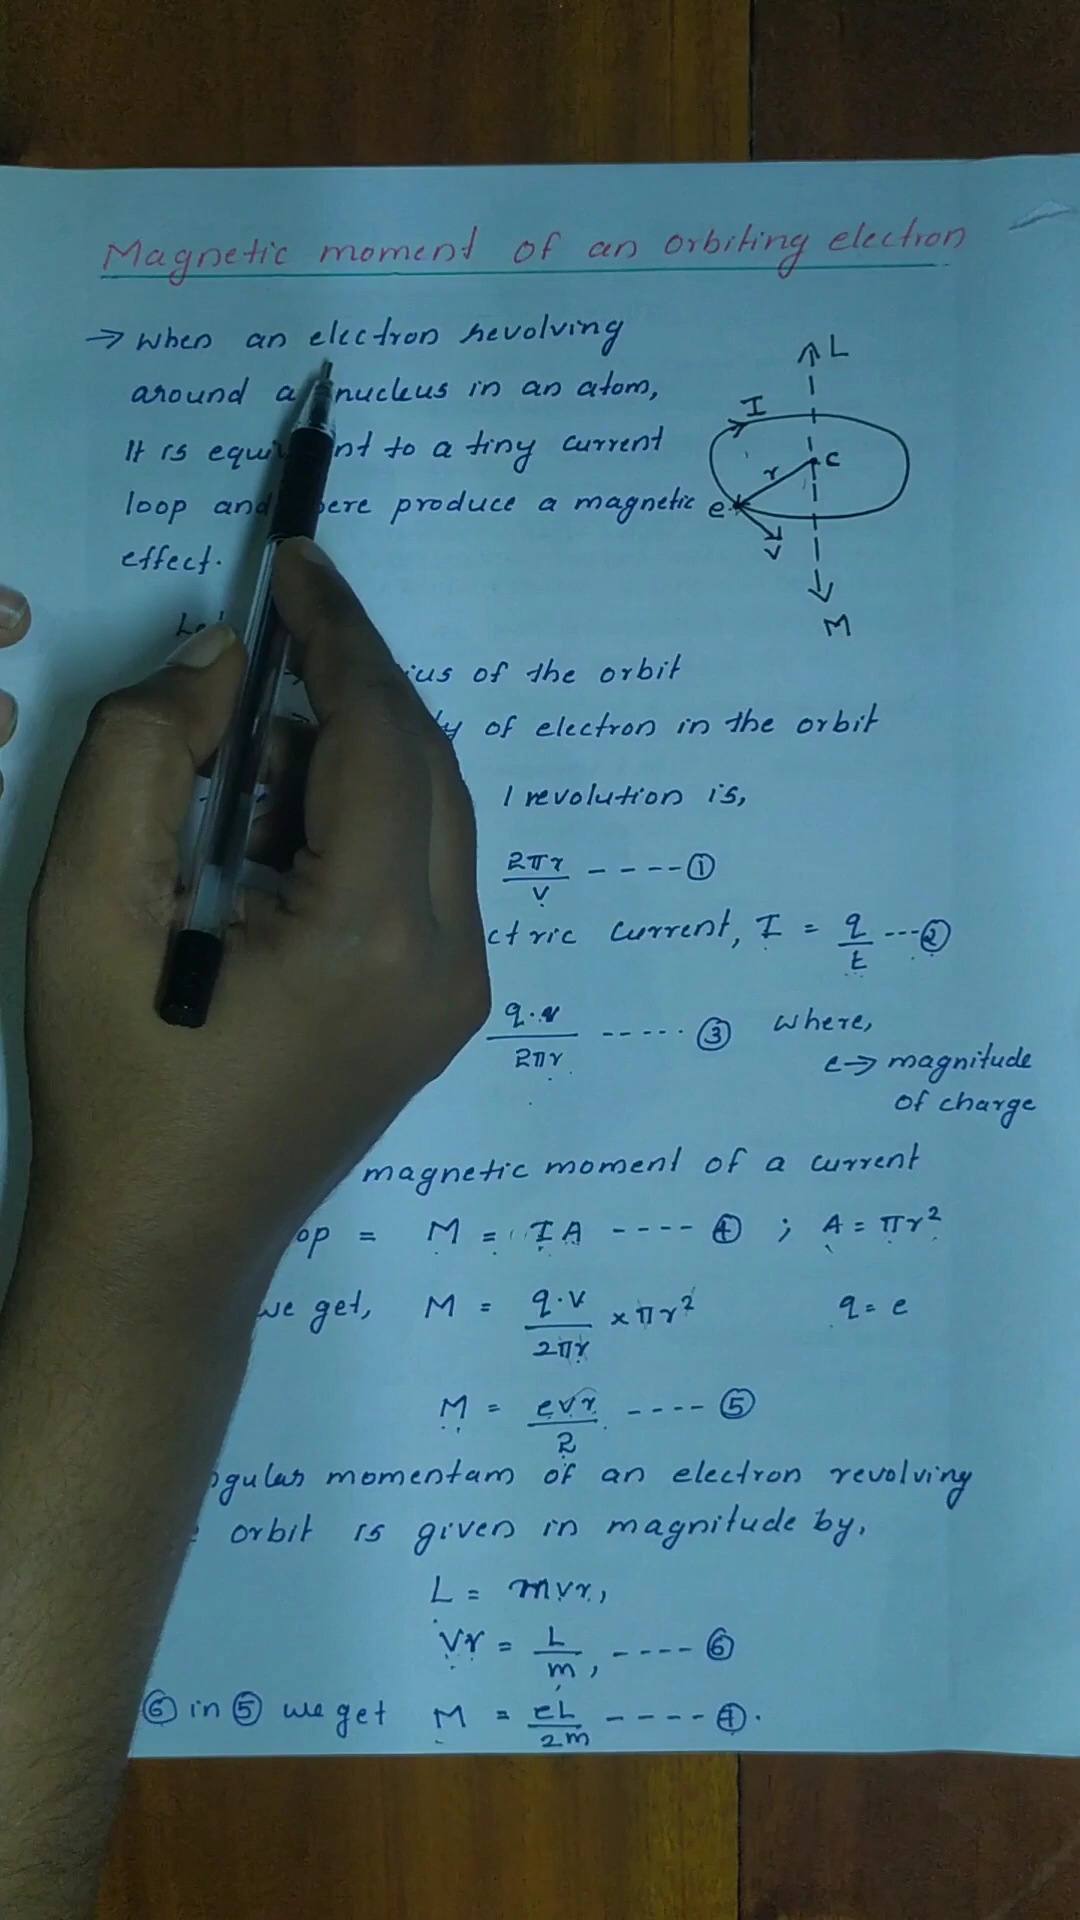 Magnetic moment of an orbiting electron
→ When an electron revolving
around a nucleus in an atom,
It is nt to a tiny current
loop and here produce a magnetic
effect.
L
I
r
c
e
v
M
ius of the orbit
y of electron in the orbit
1 revolution is,
2πr/v ----①
ctric current, I = q/t ---②
q.v/2πr ----- ③ where,
e → magnitude
of charge
magnetic moment of a current
op = M = IA ---- ④ ; A = πr²
we get, M = q.v/2πr × πr² q = e
M = evr/2 ---- ⑤
gular momentam of an electron revolving
orbit is given in magnitude by,
L = mvr,
vr = L/m, ---- ⑥
⑥ in ⑤ we get M = eL/2m ---- ⑦.